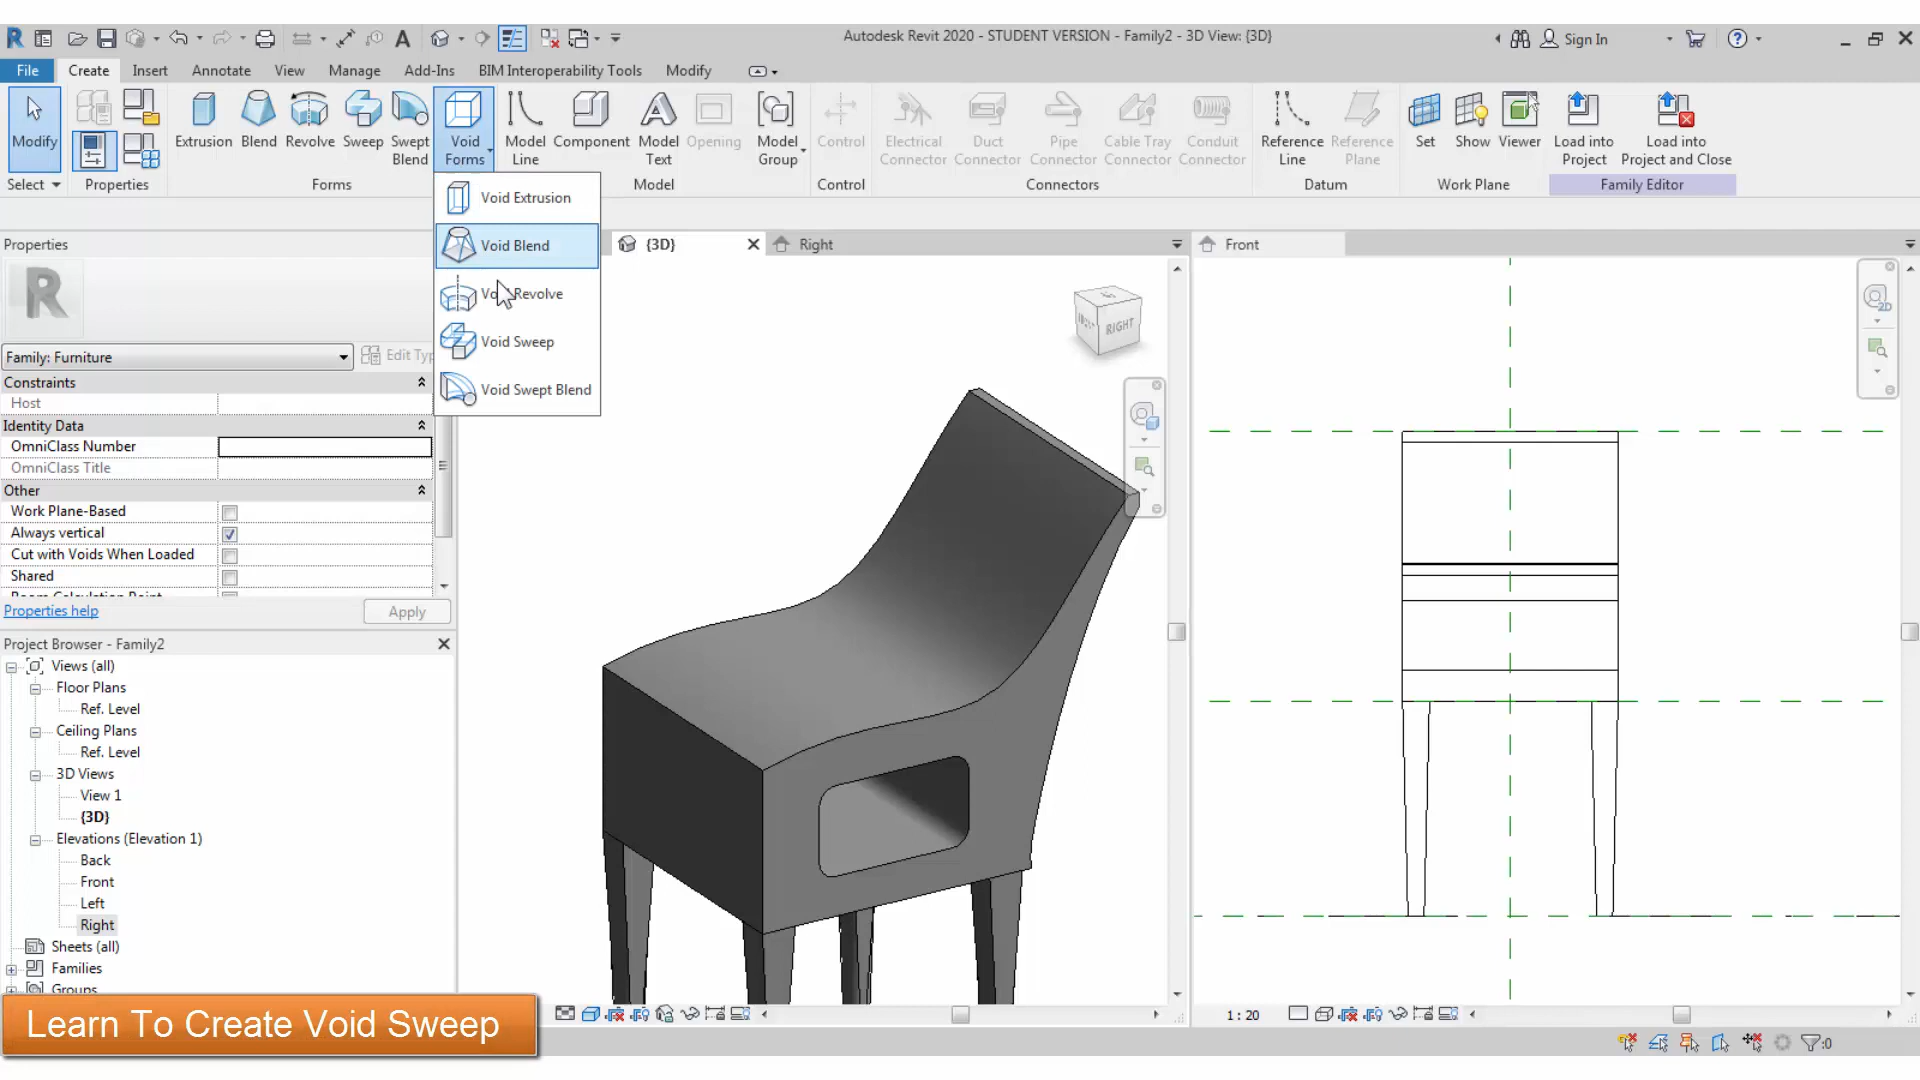 Autodesk Revit 2020 - STUDENT VERSION - Family2 - 3D View: {3D}
Sign In
File Create Insert Annotate View Manage Add-Ins BIM Interoperability Tools Modify
Modify
Extrusion Blend Revolve Sweep Swept Blend
Void Forms
Model Line
Component
Model Text
Opening
Model Group
Control
Electrical Connector
Duct Connector
Pipe Connector
Cable Tray Connector
Conduit Connector
Reference Line
Reference Plane
Set Show Viewer
Load into Project
Load into Project and Close
Select Properties Forms Model Control Connectors Datum Work Plane Family Editor
Void Extrusion
Void Blend
Void Revolve
Void Sweep
Void Swept Blend
Properties
{3D}
Right
Front
RIGHT
2D
R
Family: Furniture
Constraints
Host
Identity Data
OmniClass Number
OmniClass Title
Other
Work Plane-Based
Always vertical
Cut with Voids When Loaded
Shared
Properties help
Apply
Project Browser - Family2
Views (all)
Floor Plans
Ref. Level
Ceiling Plans
Ref. Level
3D Views
View 1
{3D}
Elevations (Elevation 1)
Back
Front
Left
Right
Sheets (all)
Families
Groups
Learn To Create Void Sweep
1 : 20
:0